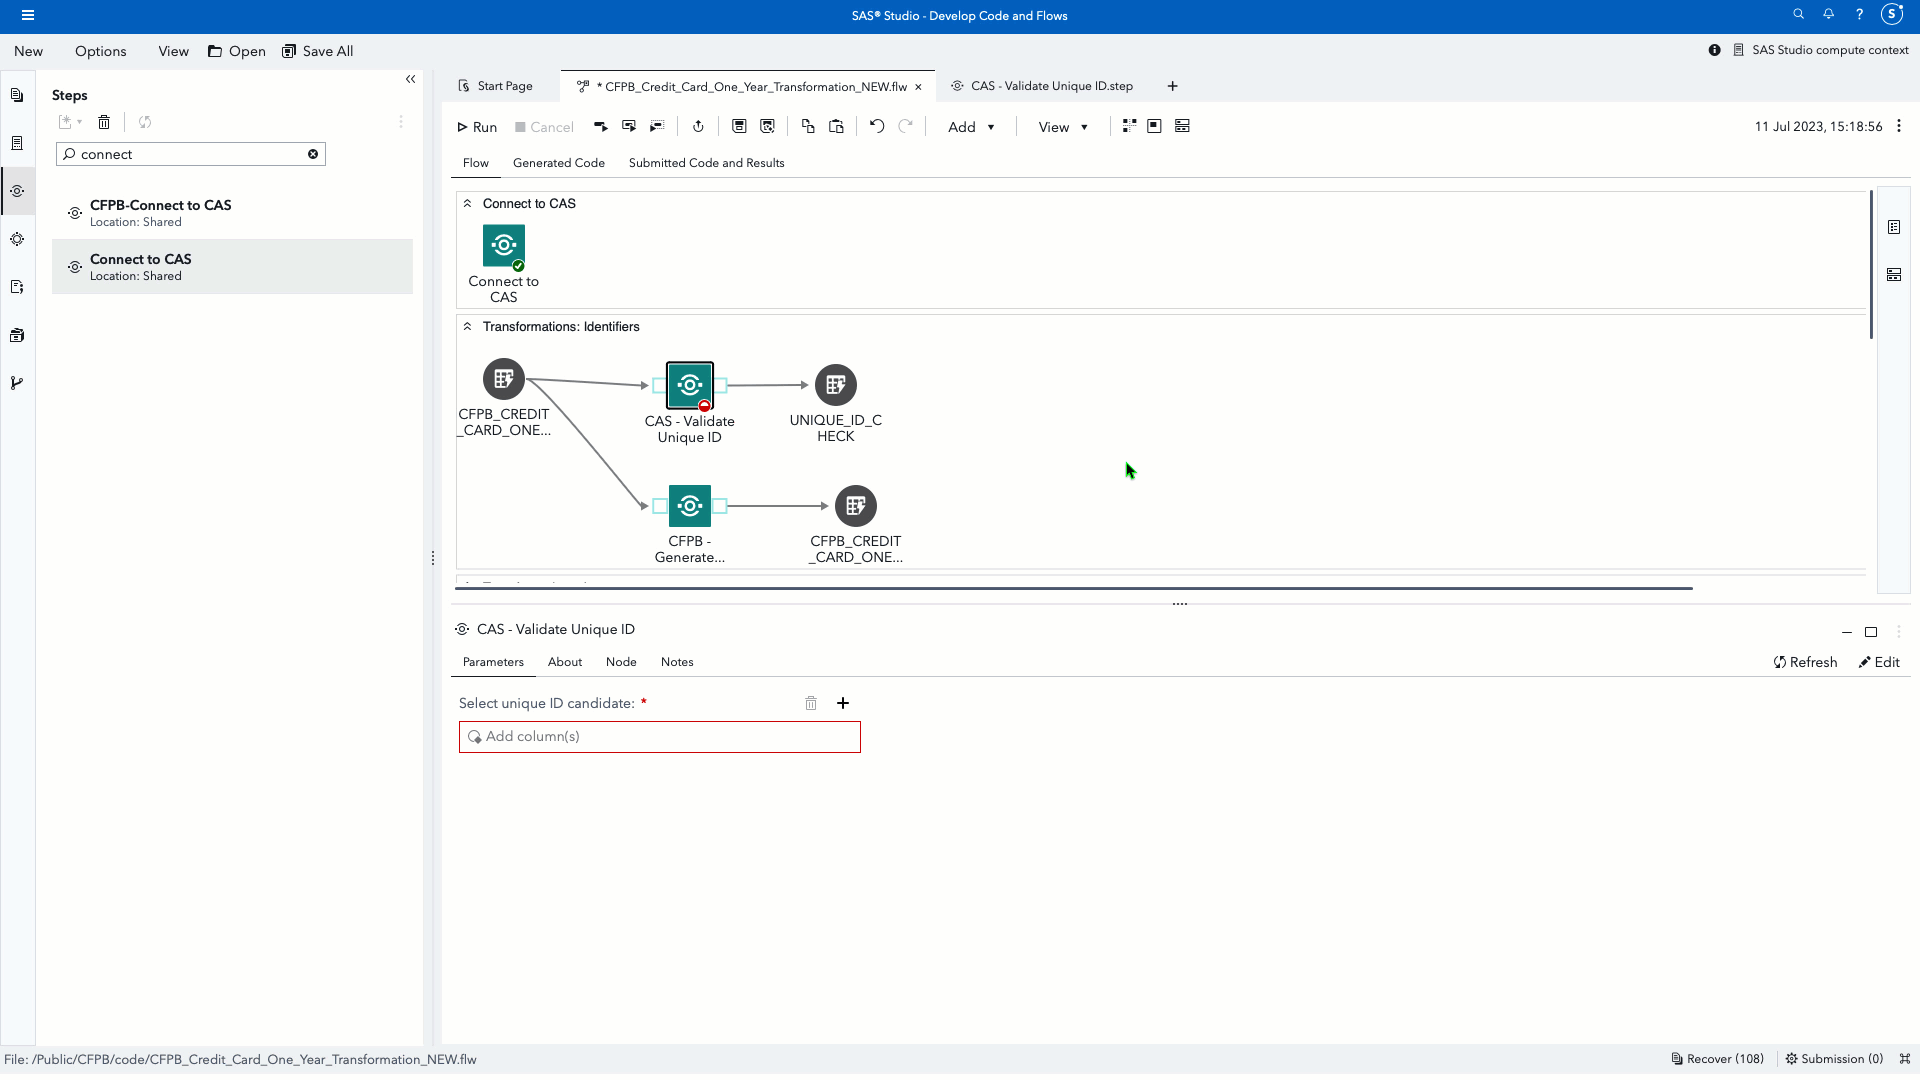 SAS® Studio - Develop Code and Flows
S
New Options View Open Save All
SAS Studio compute context
Steps
connect
CFPB-Connect to CAS
Location: Shared
Connect to CAS
Location: Shared
Start Page
* CFPB_Credit_Card_One_Year_Transformation_NEW.flw
CAS - Validate Unique ID.step
Run Cancel Add View
11 Jul 2023, 15:18:56
Flow Generated Code Submitted Code and Results
Connect to CAS
Connect to
CAS
Transformations: Identifiers
CFPB_CREDIT
_CARD_ONE...
CAS - Validate
Unique ID
UNIQUE_ID_C
HECK
CFPB -
Generate...
CFPB_CREDIT
_CARD_ONE...
CAS - Validate Unique ID
Parameters About Node Notes
Refresh Edit
Select unique ID candidate: *
Add column(s)
File: /Public/CFPB/code/CFPB_Credit_Card_One_Year_Transformation_NEW.flw
Recover (108) Submission (0)